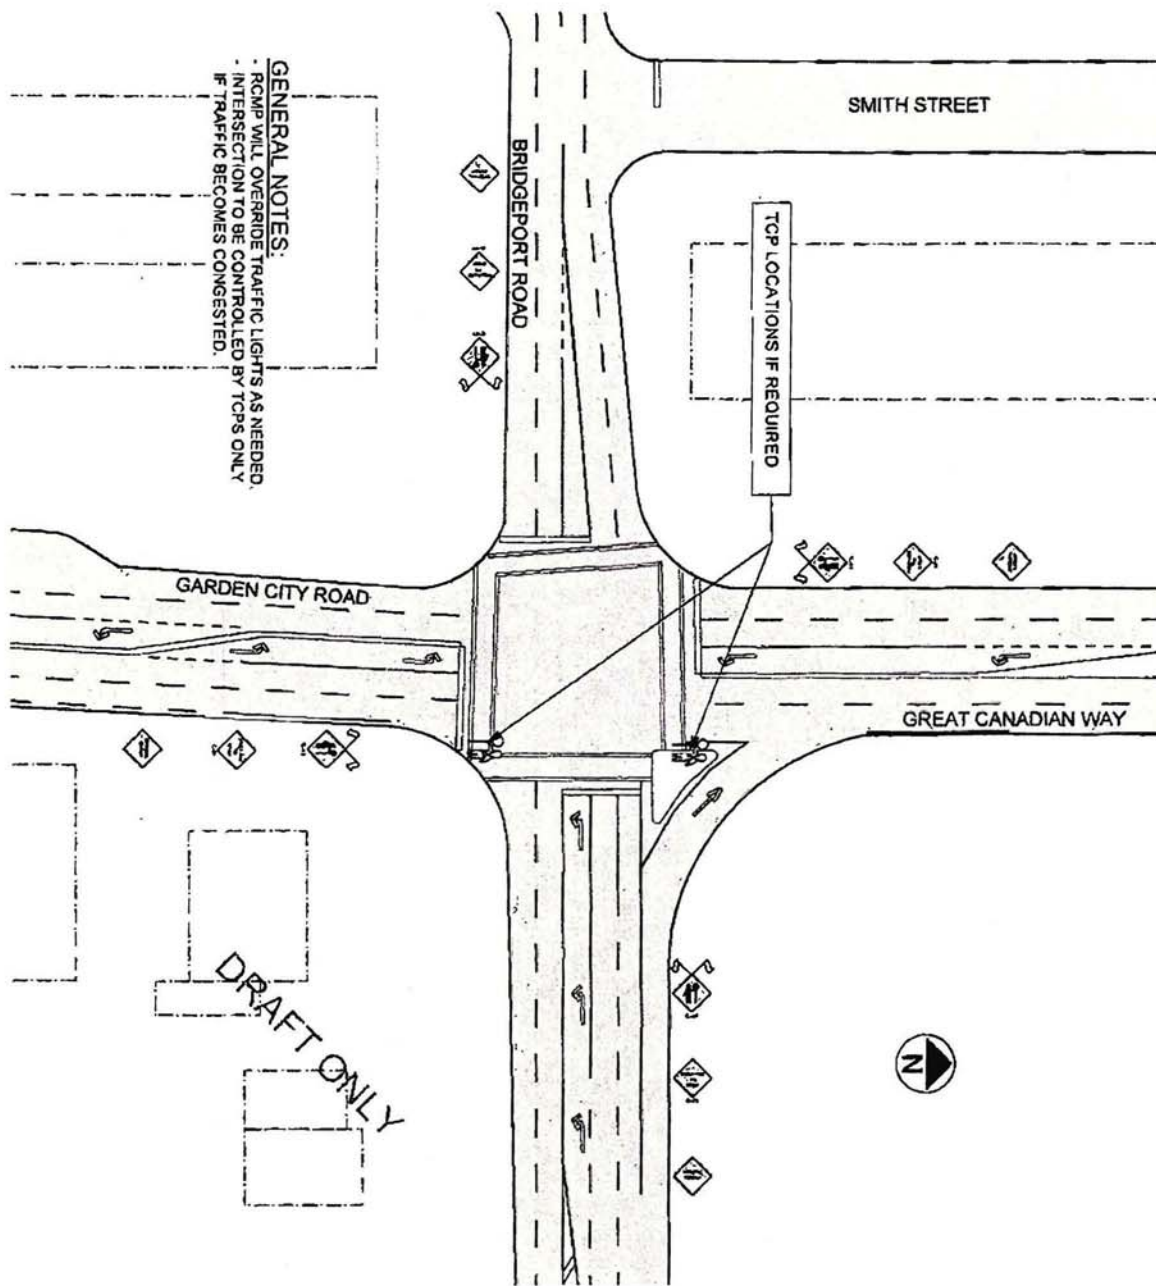 GENERAL NOTES:
- RCMP WILL OVERRIDE TRAFFIC LIGHTS AS NEEDED.
- INTERSECTION TO BE CONTROLLED BY TCPS ONLY
IF TRAFFIC BECOMES CONGESTED.
BRIDGEPORT ROAD
SMITH STREET
TCP LOCATIONS IF REQUIRED
GARDEN CITY ROAD
GREAT CANADIAN WAY
DRAFT ONLY
N